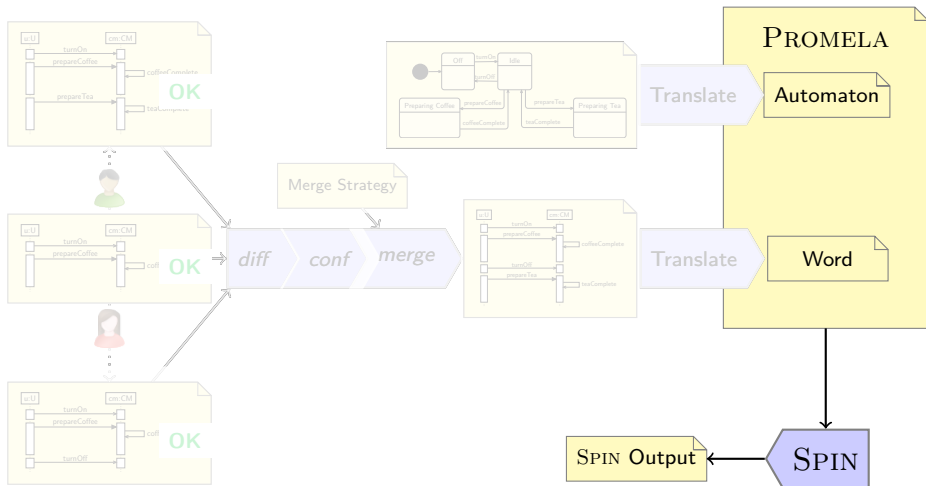 u:U
cm:CM
turnOn
prepareCoffee
coffeeComplete
OK
prepareTea
teaComplete
Off
Idle
turnOn
turnOff
Preparing Coffee
prepareCoffee
coffeeComplete
prepareTea
teaComplete
Preparing Tea
Translate
PROMELA
Automaton
Merge Strategy
u:U
cm:CM
turnOn
prepareCoffee
OK
diff
conf
merge
u:U
cm:CM
turnOn
prepareCoffee
coffeeComplete
turnOff
prepareTea
teaComplete
Translate
Word
u:U
cm:CM
turnOn
prepareCoffee
OK
turnOff
SPIN Output
SPIN